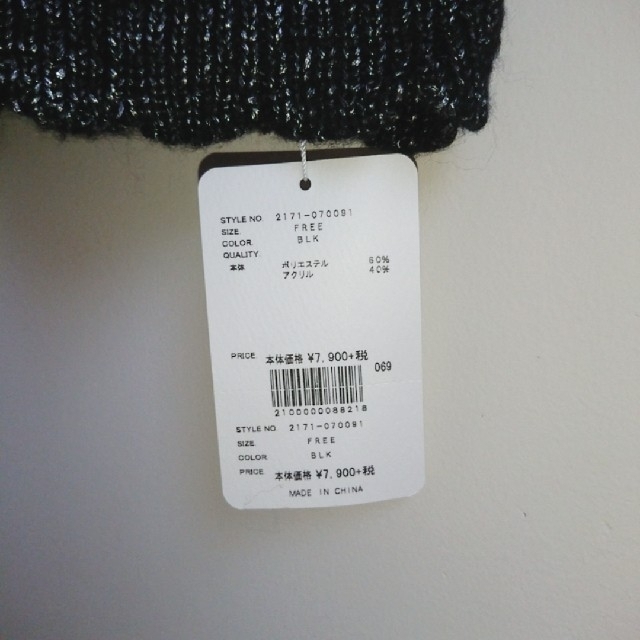 STYLE NO. 2171-070091
SIZE. FREE
COLOR. BLK
QUALITY.
本体 ポリエステル 60%
アクリル 40%
PRICE 本体価格 ¥7,900+税
069
2100000088218
STYLE NO. 2171-070091
SIZE. FREE
COLOR BLK
PRICE 本体価格 ¥7,900+税
MADE IN CHINA